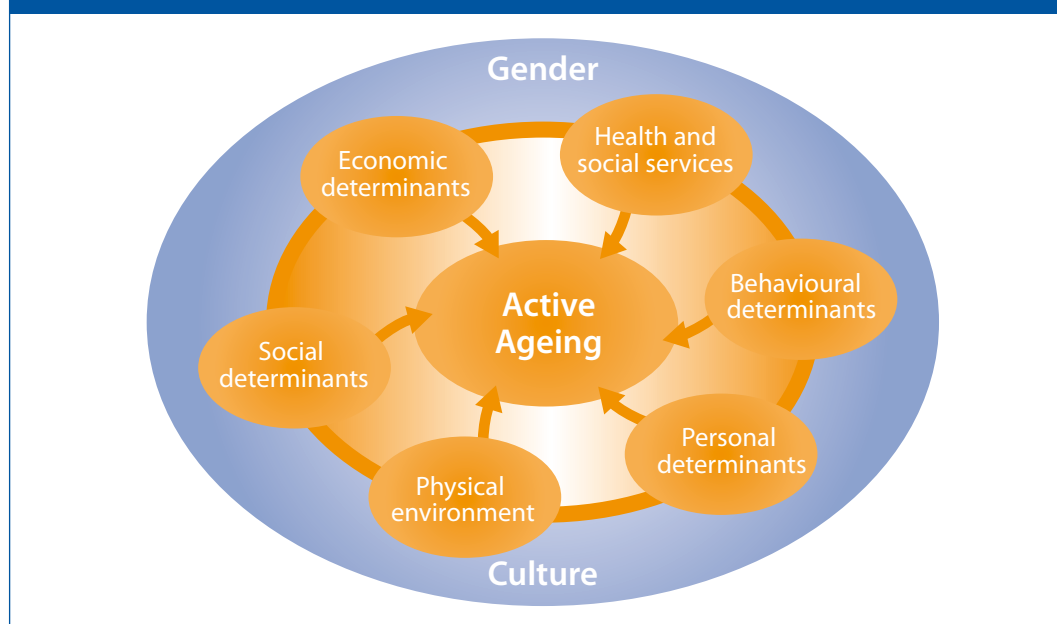 Gender
Economic
determinants
Health and
social services
Behavioural
determinants
Active
Ageing
Social
determinants
Personal
determinants
Physical
environment
Culture